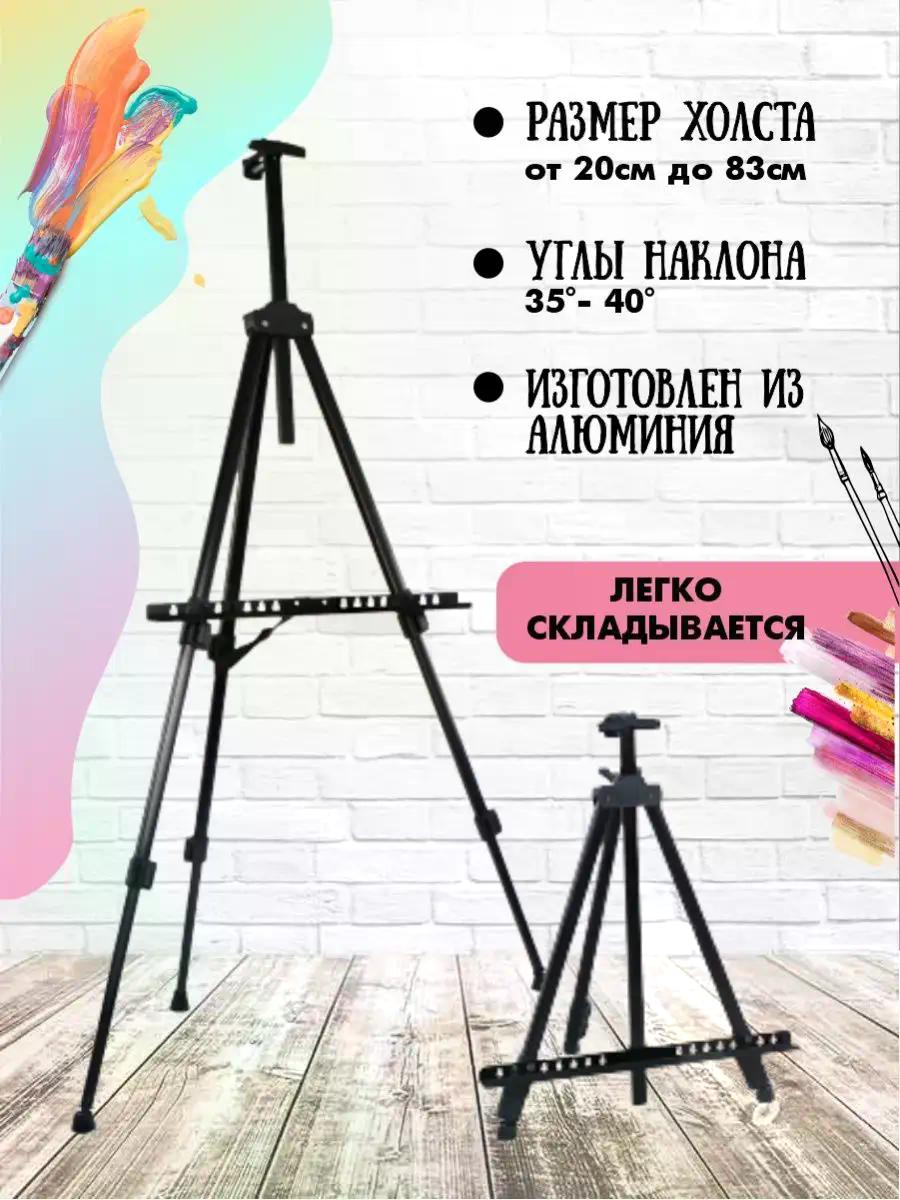 РАЗМЕР ХОЛСТА
от 20см до 83см
УГЛЫ НАКЛОНА
35°- 40°
ИЗГОТОВЛЕН ИЗ
АЛЮМИНИЯ
ЛЕГКО
СКЛАДЫВАЕТСЯ